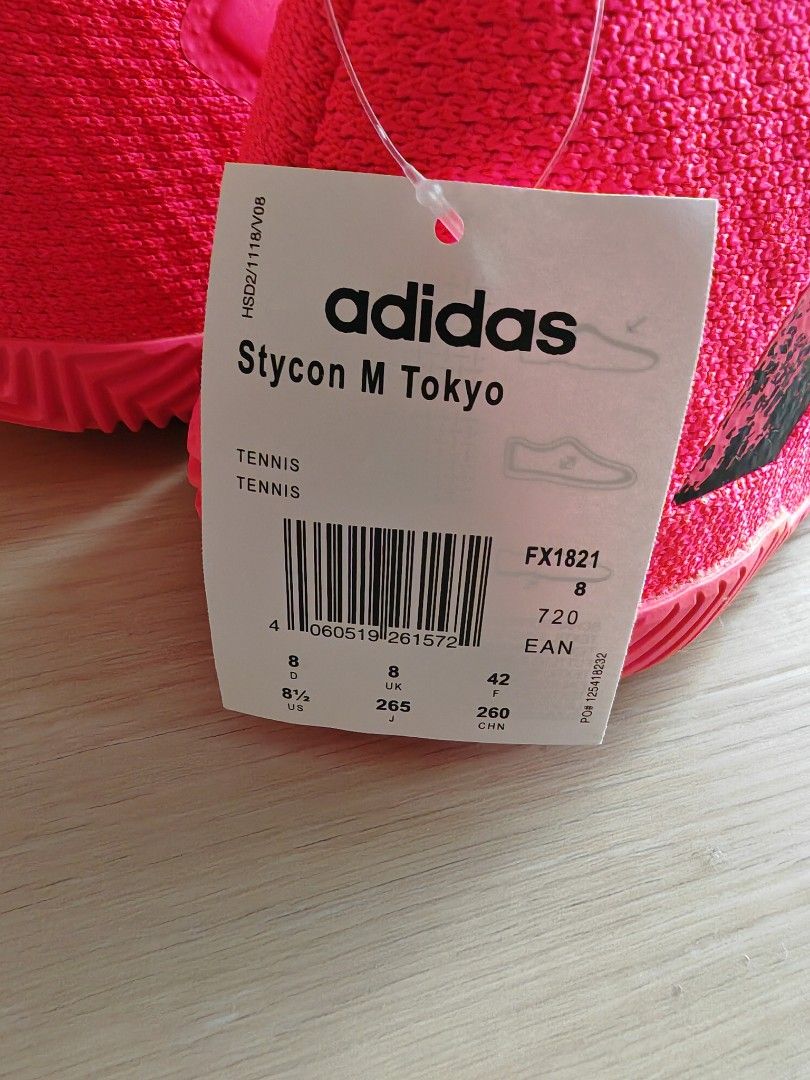 HSD2/1118/V08
adidas
Stycon M Tokyo
TENNIS
TENNIS
FX1821
8
720
EAN
4 060519 261572
8 8 42
D UK F
8½ 265 260
US J CHN
PO# 125418232